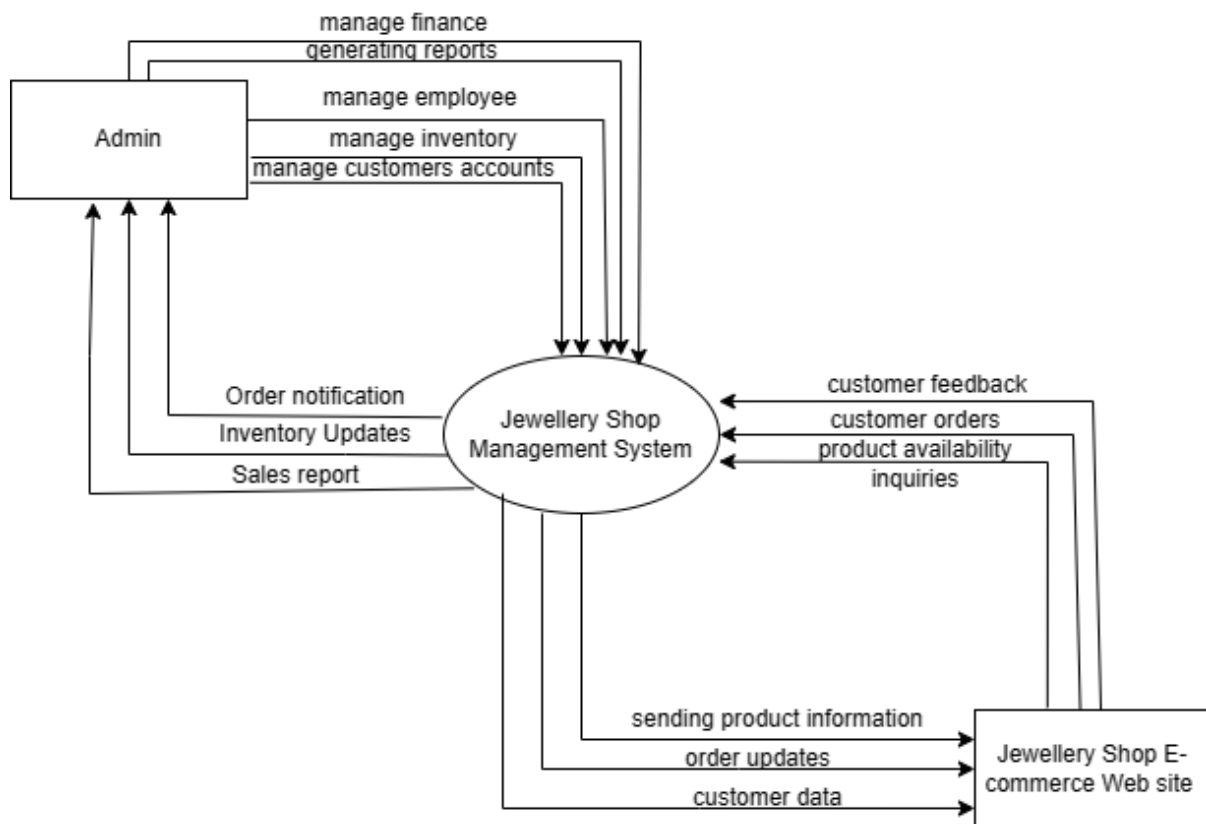 manage finance
generating reports
manage employee
Admin
manage inventory
manage customers accounts
Order notification
Inventory Updates
Sales report
Jewellery Shop
Management System
customer feedback
customer orders
product availability
inquiries
sending product information
order updates
customer data
Jewellery Shop E-
commerce Web site